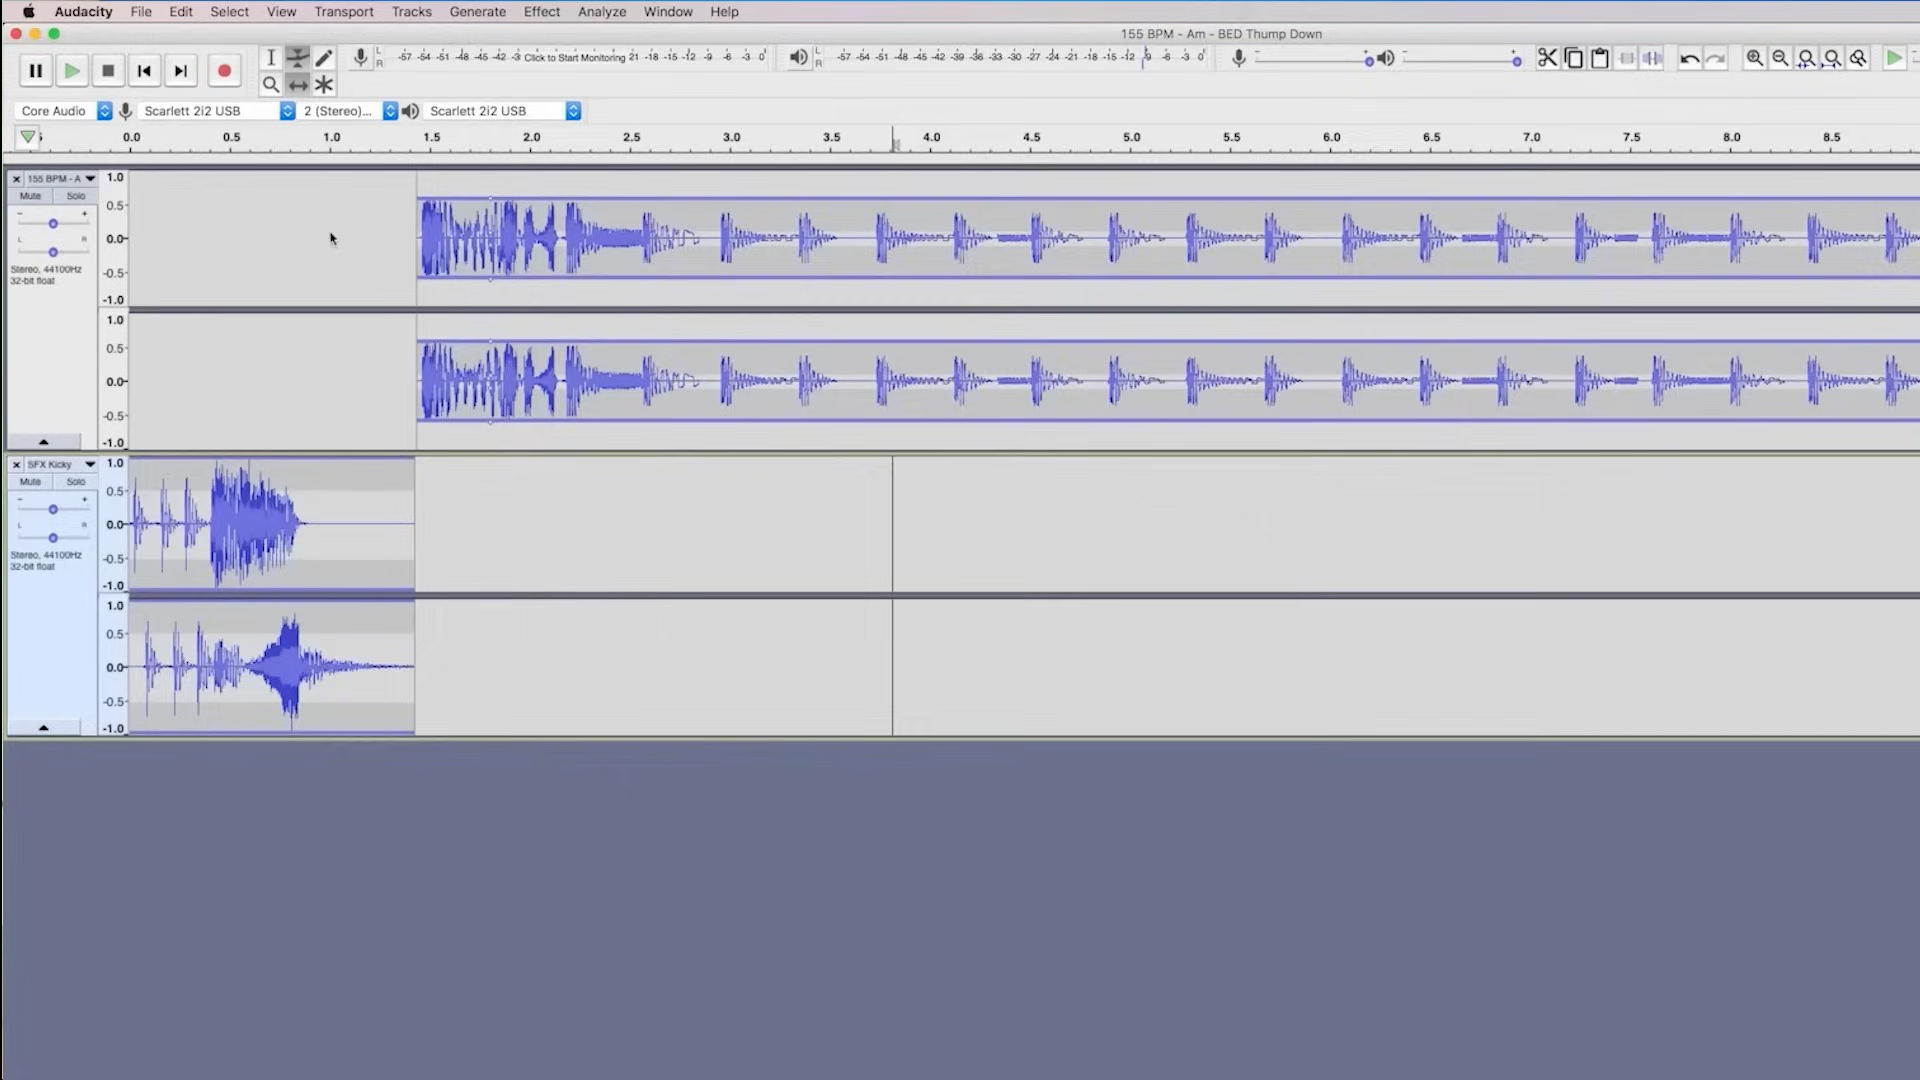 Audacity File Edit Select View Transport Tracks Generate Effect Analyze Window Help
155 BPM - Am - BED Thump Down
L -57 -54 -51 -48 -45 -42 -3 Click to Start Monitoring 21 -18 -15 -12 -9 -6 -3 0 L -57 -54 -51 -48 -45 -42 -39 -36 -33 -30 -27 -24 -21 -18 -15 -12 -9 -6 -3 0
R R
Core Audio Scarlett 2i2 USB 2 (Stereo)... Scarlett 2i2 USB
0.0 0.5 1.0 1.5 2.0 2.5 3.0 3.5 4.0 4.5 5.0 5.5 6.0 6.5 7.0 7.5 8.0 8.5
155 BPM - A 1.0
Mute Solo
0.5
- +
L R 0.0
Stereo, 44100Hz -0.5
32-bit float
-1.0
1.0
0.5
0.0
-0.5
-1.0
SFX Kicky 1.0
Mute Solo
0.5
- +
L R 0.0
Stereo, 44100Hz -0.5
32-bit float
-1.0
1.0
0.5
0.0
-0.5
-1.0